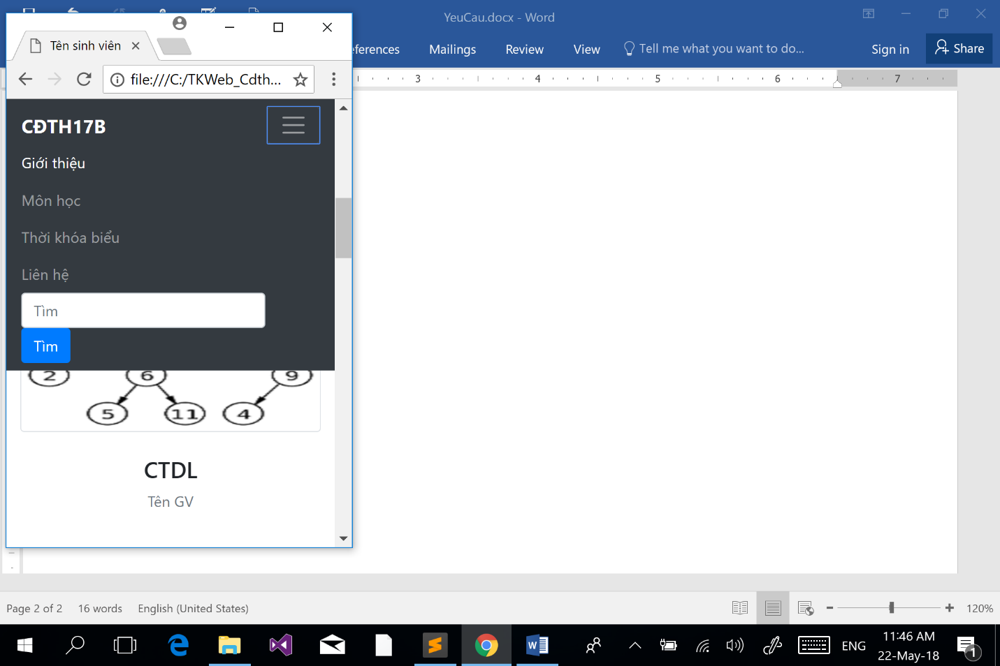 YeuCau.docx - Word
eferences Mailings Review View Tell me what you want to do... Sign in Share
3 4 5 6 7
Tên sinh viên
file:///C:/TKWeb_Cdth...
CĐTH17B
Giới thiệu
Môn học
Thời khóa biểu
Liên hệ
Tìm
Tìm
2 6 9
5 11 4
CTDL
Tên GV
Page 2 of 2 16 words English (United States) 120%
ENG
11:46 AM
22-May-18
1